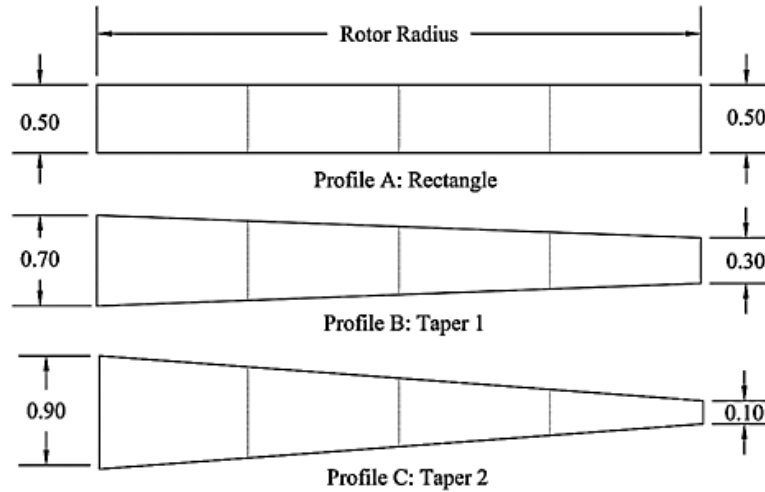 Rotor Radius
0.50
0.50
Profile A: Rectangle
0.70
0.30
Profile B: Taper 1
0.90
0.10
Profile C: Taper 2